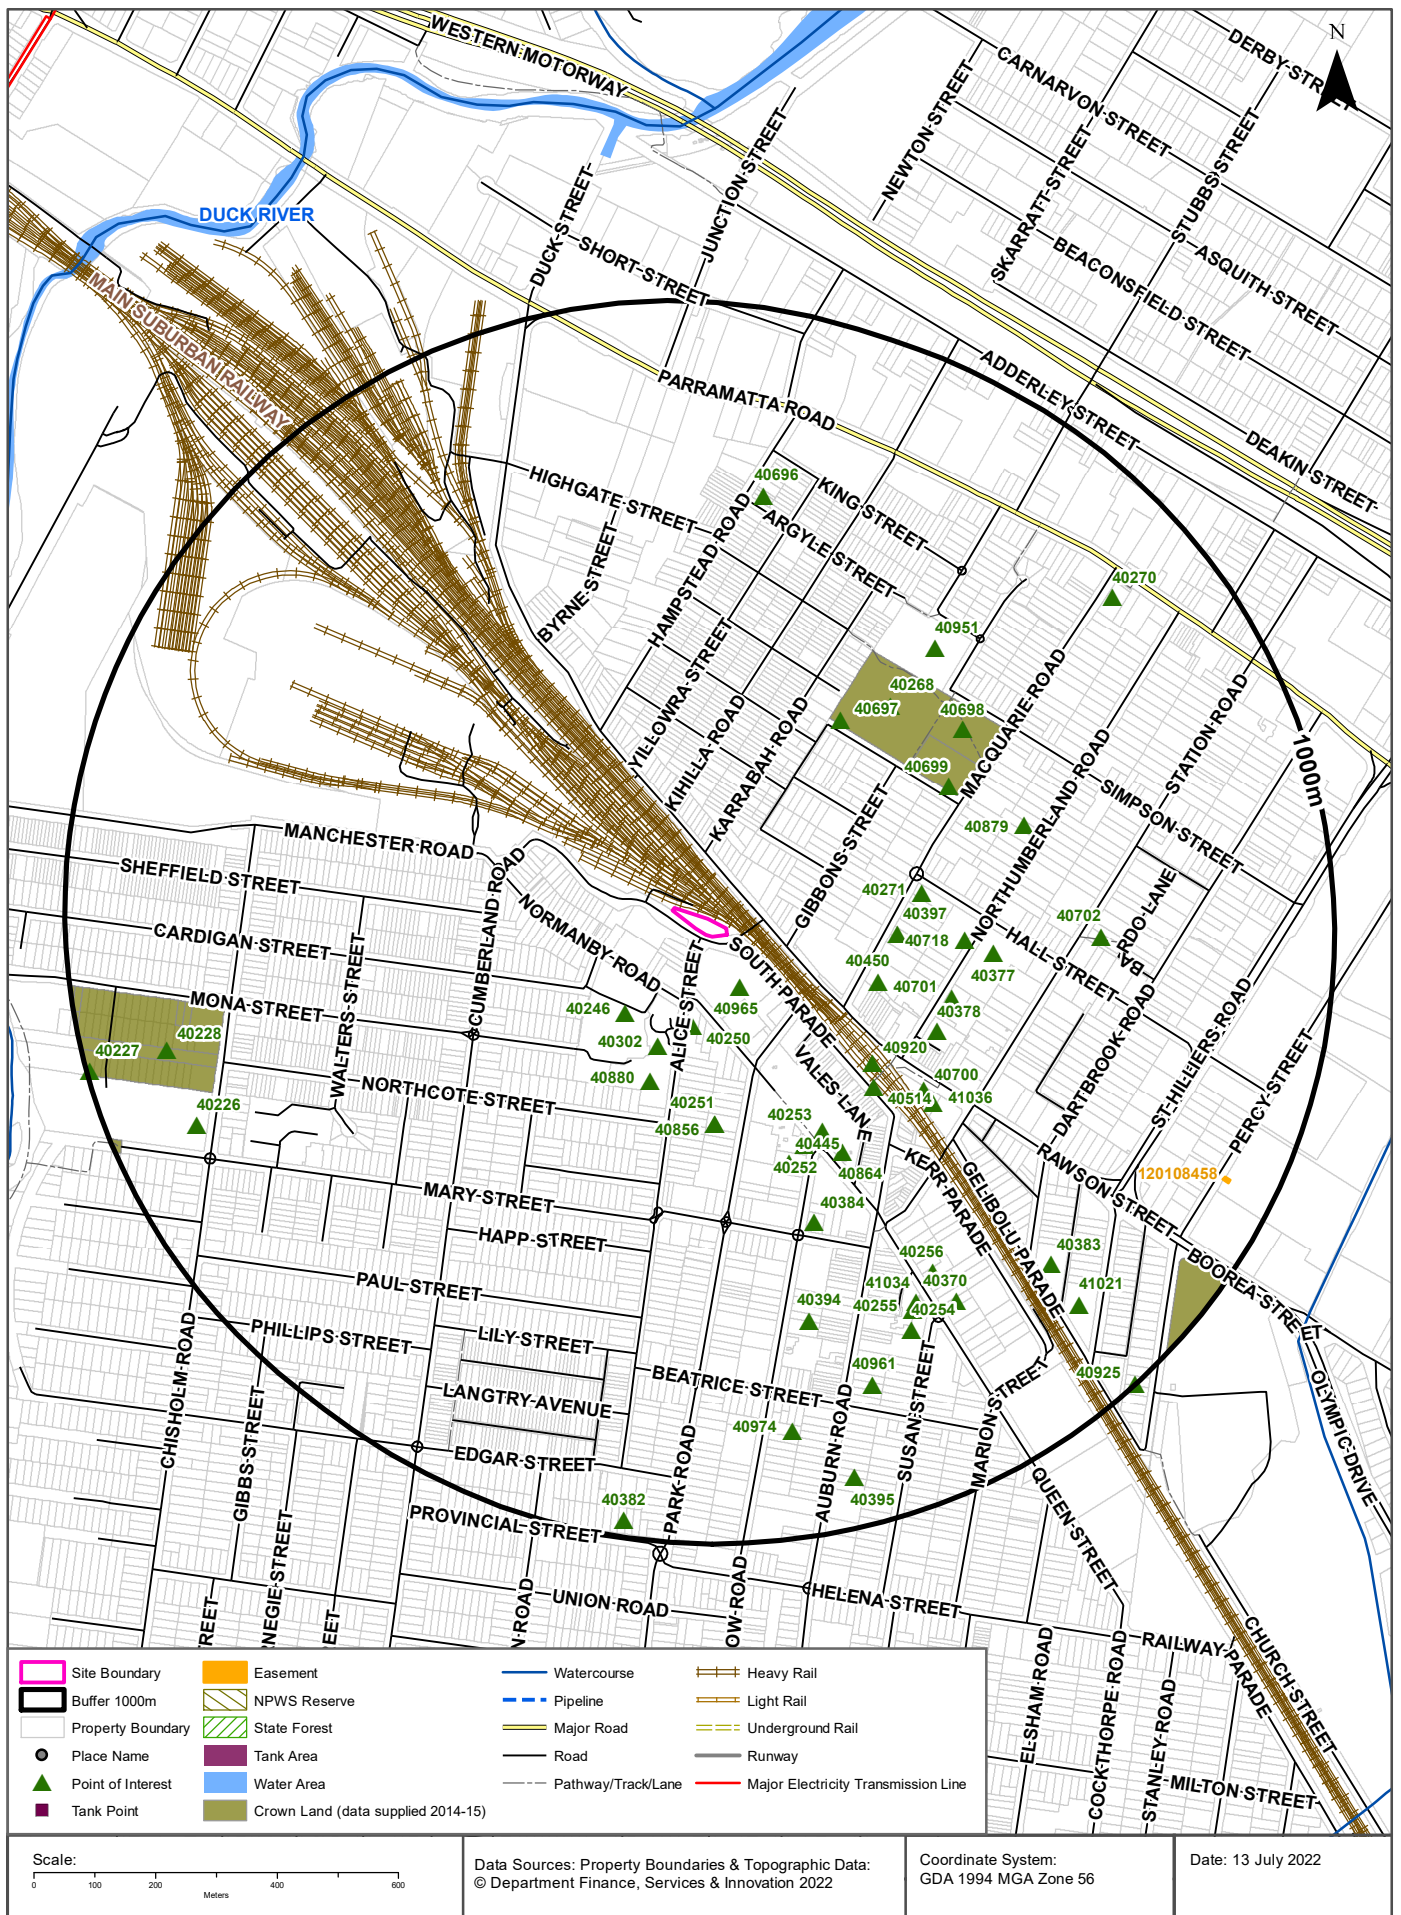 WESTERN MOTORWAY
N
DERBY STREET
CARNARVON STREET
NEWTON STREET
JUNCTION STREET
SKARRATT STREET
STUBBS STREET
DUCK STREET
DUCK RIVER
SHORT STREET
BEACONSFIELD STREET
ASQUITH STREET
MAIN SUBURBAN RAILWAY
PARRAMATTA ROAD
ADDERLEY STREET
DEAKIN STREET
HIGHGATE STREET
40696
KING STREET
ARGYLE STREET
HAMPSTEAD ROAD
BYRNE STREET
40270
40951
YILLOWRA STREET
40268
40697
40698
MACQUARIE ROAD
STATION ROAD
KIHILLA ROAD
KARRABAH ROAD
40699
NORTHUMBERLAND ROAD
1000m
SIMPSON STREET
MANCHESTER ROAD
40879
GIBBONS STREET
SHEFFIELD STREET
CUMBERLAND ROAD
40271
40397
40702
BARDO LANE
CARDIGAN STREET
NORMANBY ROAD
40718
HALL STREET
SOUTH PARADE
40377
40450
40701
MONA STREET
WALTERS STREET
40246
40965
ALICE STREET
40250
40378
DARTBROOK ROAD
ST HILLIERS ROAD
40228
40227
40302
40920
VALES LANE
PERCY STREET
NORTHCOTE STREET
40880
40700
40514
41036
40226
40251
40856
40253
40445
40252
40864
KERR PARADE
GELIBOLU PARADE
RAWSON STREET
120108458
MARY STREET
40384
HAPP STREET
40256
40383
BOOREA STREET
PAUL STREET
41034
40370
40255
40254
41021
40394
PHILLIPS STREET
LILY STREET
CHISHOLM ROAD
40961
BEATRICE STREET
40925
LANGTRY AVENUE
GIBBS STREET
40974
AUBURN ROAD
SUSAN STREET
MARION STREET
OLYMPIC DRIVE
EDGAR STREET
PARK ROAD
40395
QUEEN STREET
40382
PROVINCIAL STREET
UNION ROAD
HELENA STREET
REET
NEGIE STREET
REET
N ROAD
OW ROAD
RAILWAY PARADE
CHURCH STREET
ELSHAM ROAD
COCKTHORPE ROAD
STANLEY ROAD
MILTON STREET
Site Boundary
Buffer 1000m
Property Boundary
Place Name
Point of Interest
Tank Point
Easement
NPWS Reserve
State Forest
Tank Area
Water Area
Crown Land (data supplied 2014-15)
Watercourse
Pipeline
Major Road
Road
Pathway/Track/Lane
Heavy Rail
Light Rail
Underground Rail
Runway
Major Electricity Transmission Line
Scale:
0 100 200 400 600
Meters
Data Sources: Property Boundaries & Topographic Data:
© Department Finance, Services & Innovation 2022
Coordinate System:
GDA 1994 MGA Zone 56
Date: 13 July 2022